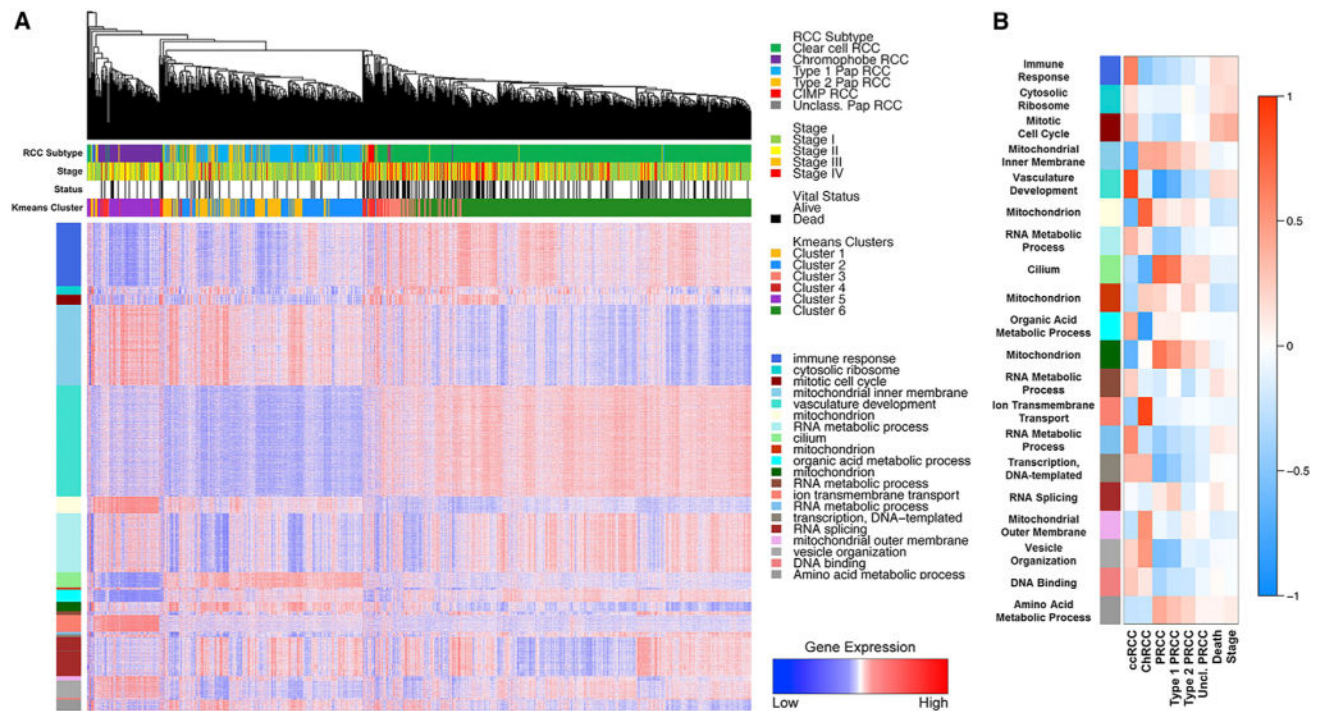 A
RCC Subtype
Clear cell RCC
Chromophobe RCC
Type 1 Pap RCC
Type 2 Pap RCC
CIMP RCC
Unclass. Pap RCC
Stage
Stage I
Stage II
Stage III
Stage IV
Vital Status
Alive
Dead
Kmeans Clusters
Cluster 1
Cluster 2
Cluster 3
Cluster 4
Cluster 5
Cluster 6
RCC Subtype
Stage
Status
Kmeans Cluster
immune response
cytosolic ribosome
mitotic cell cycle
mitochondrial inner membrane
vasculature development
mitochondrion
RNA metabolic process
cilium
mitochondrion
organic acid metabolic process
mitochondrion
RNA metabolic process
ion transmembrane transport
RNA metabolic process
transcription, DNA−templated
RNA splicing
mitochondrial outer membrane
vesicle organization
DNA binding
Amino acid metabolic process
Gene Expression
Low
High
B
Immune
Response
Cytosolic
Ribosome
Mitotic
Cell Cycle
Mitochondrial
Inner Membrane
Vasculature
Development
Mitochondrion
RNA Metabolic
Process
Cilium
Mitochondrion
Organic Acid
Metabolic Process
Mitochondrion
RNA Metabolic
Process
Ion Transmembrane
Transport
RNA Metabolic
Process
Transcription,
DNA-templated
RNA Splicing
Mitochondrial
Outer Membrane
Vesicle
Organization
DNA Binding
Amino Acid
Metabolic Process
ccRCC
ChRCC
PRCC
Type 1 PRCC
Type 2 PRCC
Uncl. PRCC
Death
Stage
1
0.5
0
−0.5
−1